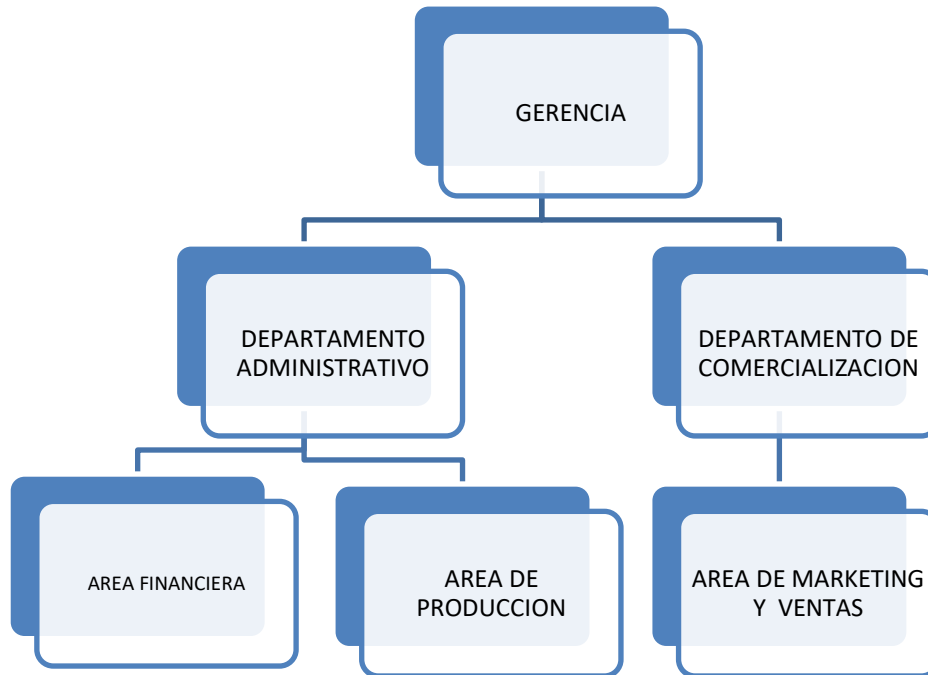 GERENCIA
DEPARTAMENTO
ADMINISTRATIVO
DEPARTAMENTO DE
COMERCIALIZACION
AREA FINANCIERA
AREA DE
PRODUCCION
AREA DE MARKETING
Y VENTAS